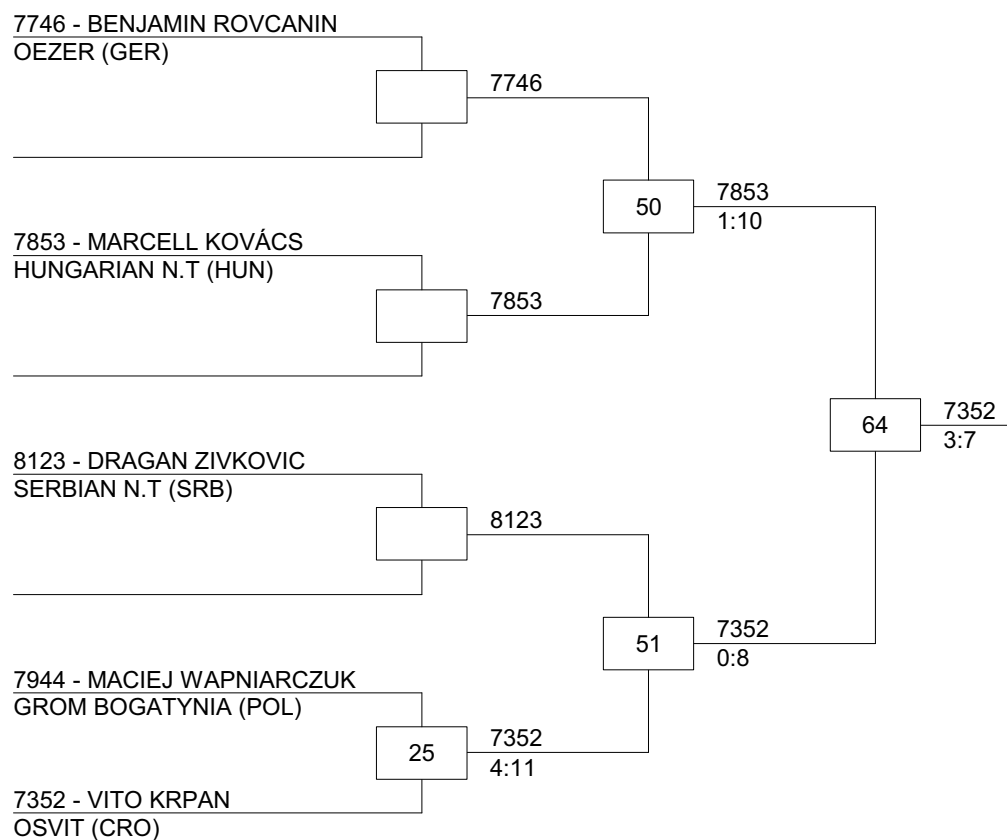 7746 - BENJAMIN ROVCANIN
OEZER (GER)
7746
50
7853
1:10
7853 - MARCELL KOVÁCS
HUNGARIAN N.T (HUN)
7853
64
7352
3:7
8123 - DRAGAN ZIVKOVIC
SERBIAN N.T (SRB)
8123
51
7352
0:8
7944 - MACIEJ WAPNIARCZUK
GROM BOGATYNIA (POL)
25
7352
4:11
7352 - VITO KRPAN
OSVIT (CRO)